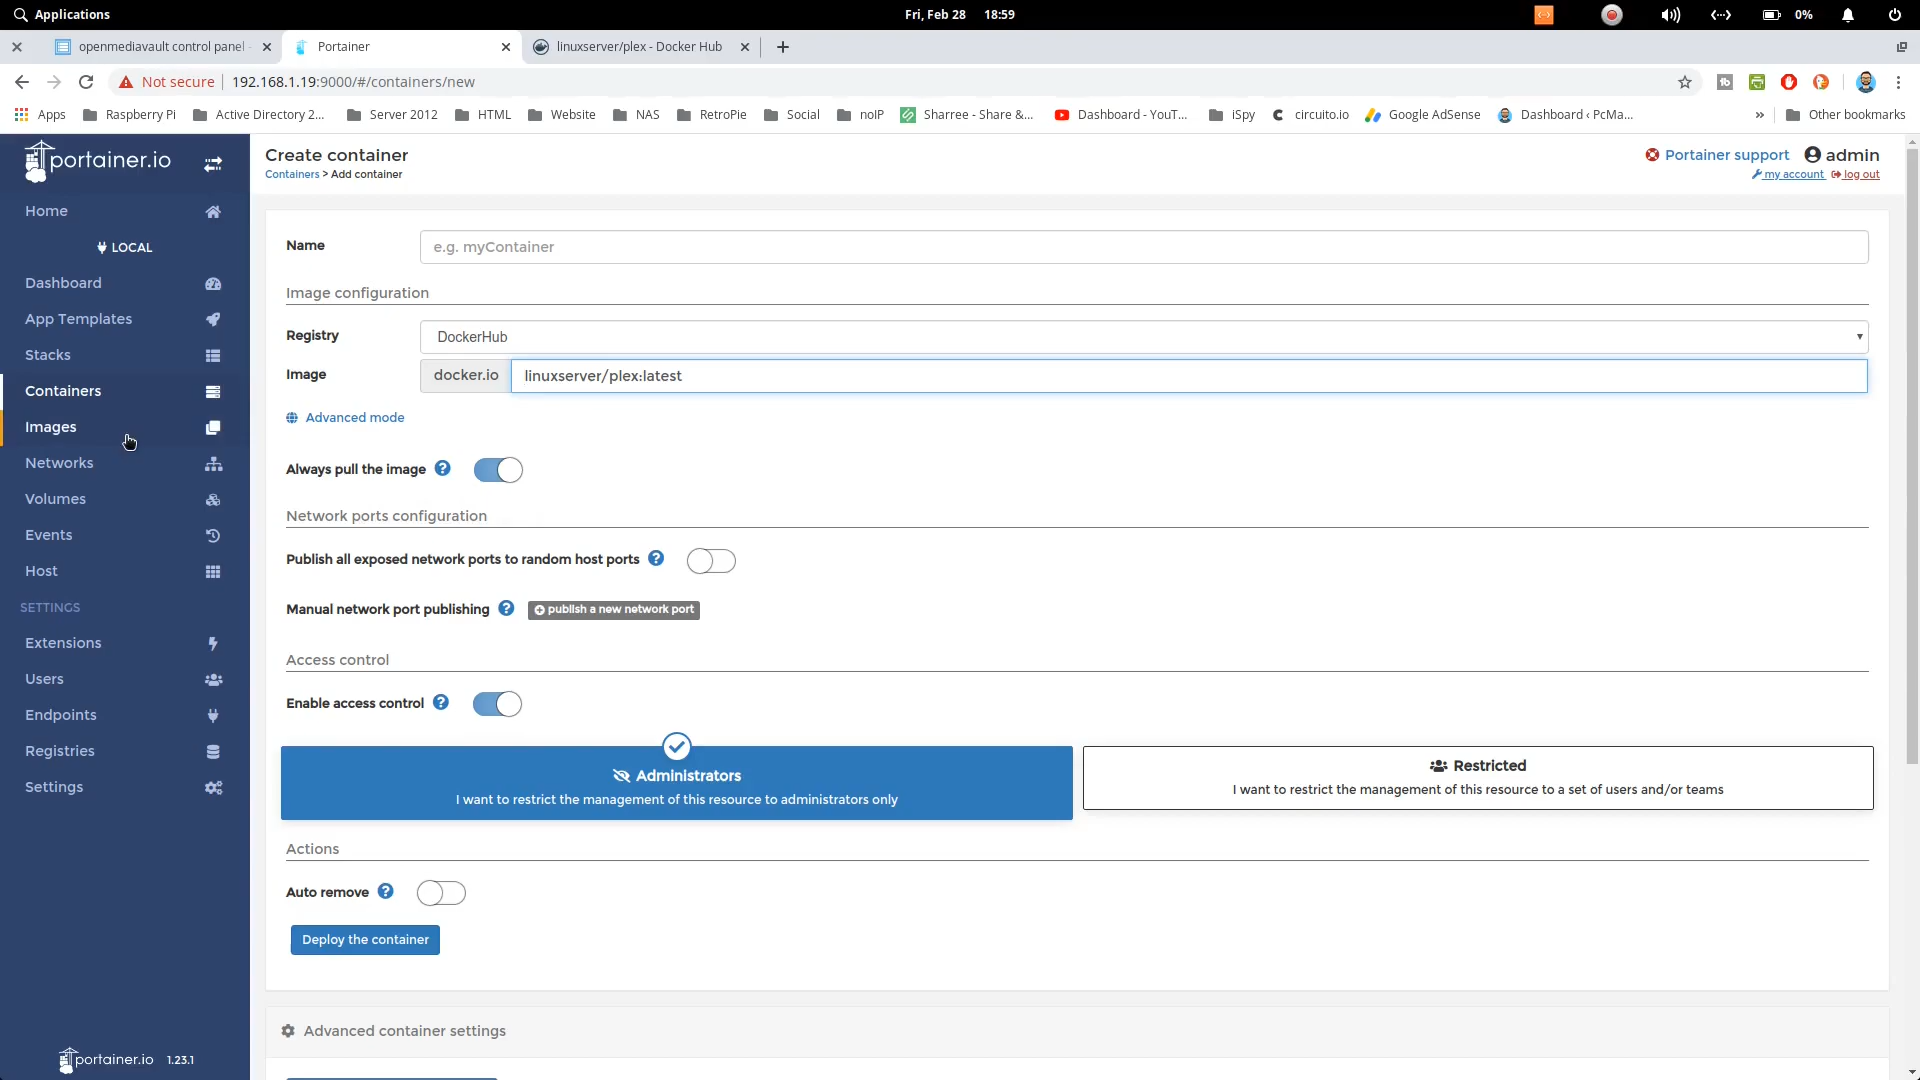 Applications
Fri, Feb 28 18:59
0%
openmediavault control panel
Portainer
linuxserver/plex - Docker Hub
Not secure
192.168.1.19:9000/#/containers/new
Apps
Raspberry Pi
Active Directory 2...
Server 2012
HTML
Website
NAS
RetroPie
Social
noIP
Sharree - Share &...
Dashboard - YouT...
iSpy
circuito.io
Google AdSense
Dashboard ‹ PcMa...
»
Other bookmarks
portainer.io
Home
LOCAL
Dashboard
App Templates
Stacks
Containers
Images
Networks
Volumes
Events
Host
SETTINGS
Extensions
Users
Endpoints
Registries
Settings
portainer.io 1.23.1
Create container
Containers > Add container
Portainer support
admin
my account
log out
Name
e.g. myContainer
Image configuration
Registry
DockerHub
Image
docker.io
linuxserver/plex:latest
Advanced mode
Always pull the image
Network ports configuration
Publish all exposed network ports to random host ports
Manual network port publishing
publish a new network port
Access control
Enable access control
Administrators
I want to restrict the management of this resource to administrators only
Restricted
I want to restrict the management of this resource to a set of users and/or teams
Actions
Auto remove
Deploy the container
Advanced container settings